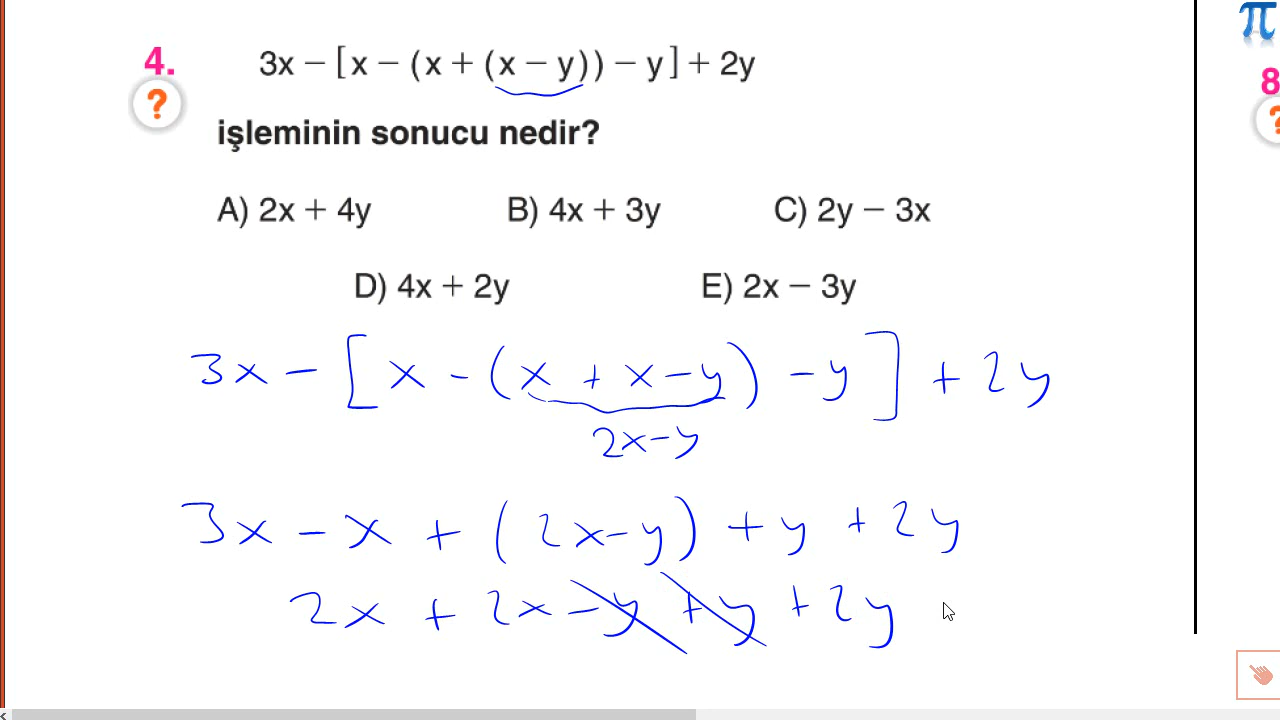 π
4. 3x − [x − (x + (x − y)) − y] + 2y
8
?
?
işleminin sonucu nedir?
A) 2x + 4y B) 4x + 3y C) 2y − 3x
D) 4x + 2y E) 2x − 3y
3x − [x − (x + x − y) − y] + 2y
2x−y
3x − x + (2x−y) + y + 2y
2x + 2x − y + y + 2y